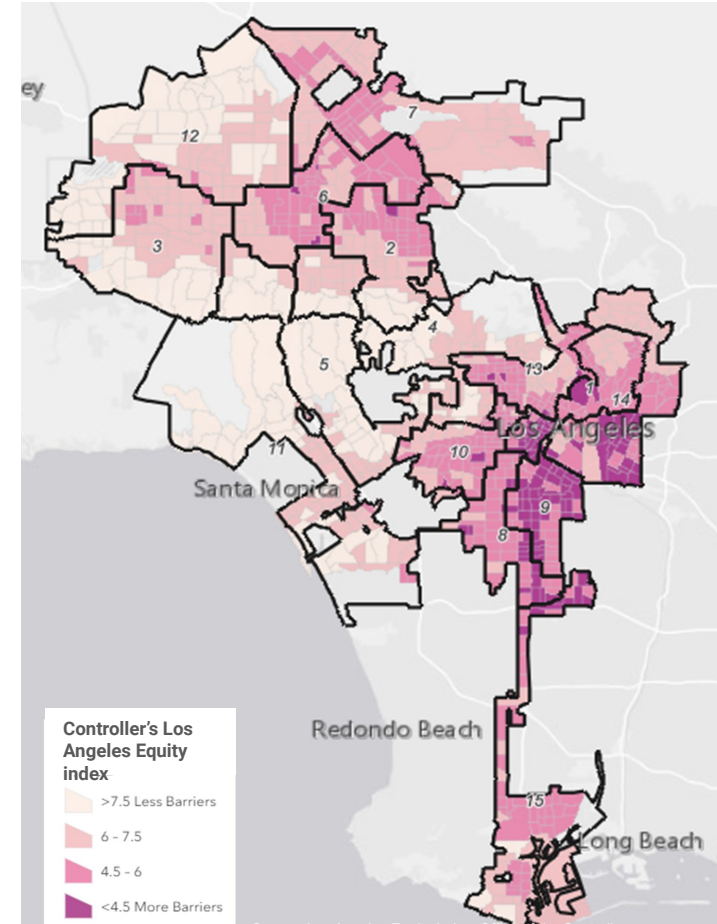 ey
7
12
6
3
2
4
5
13
1
14
Los Angeles
11
10
Santa Monica
9
8
Controller's Los
Angeles Equity
index
Redondo Beach
>7.5 Less Barriers
15
6 - 7.5
Long Beach
4.5 - 6
<4.5 More Barriers